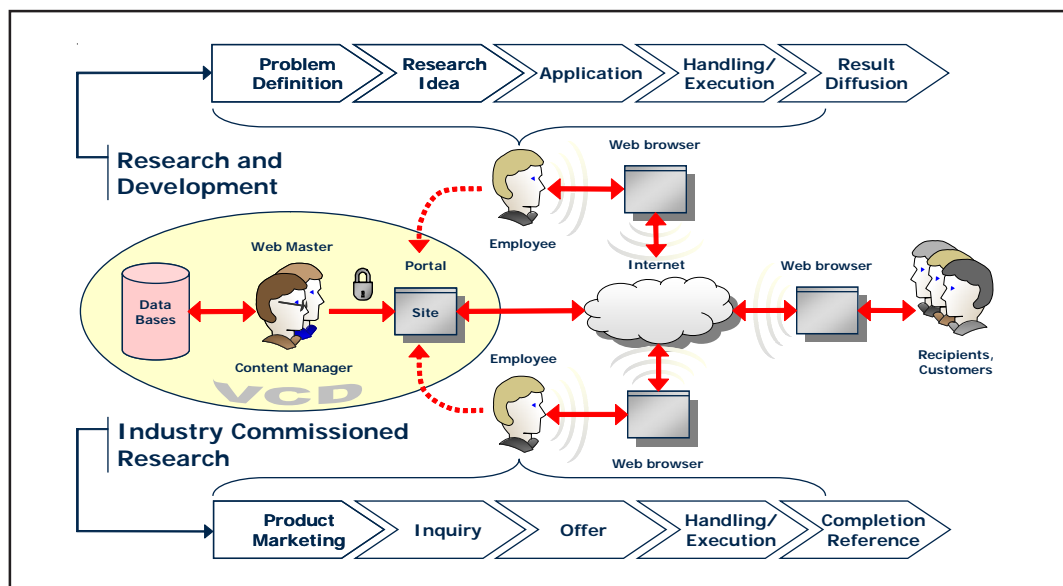 Problem
Definition
Research
Idea
Application
Handling/
Execution
Result
Diffusion
Research and
Development
Web browser
Employee
Web Master
Portal
Internet
Web browser
Data
Bases
Site
Content Manager
Employee
Recipients,
Customers
VCD
Industry Commissioned
Research
Web browser
Product
Marketing
Inquiry
Offer
Handling/
Execution
Completion
Reference